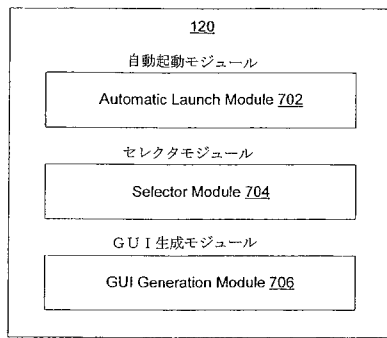 120
自動起動モジュール
Automatic Launch Module 702
セレクタモジュール
Selector Module 704
ＧＵＩ生成モジュール
GUI Generation Module 706